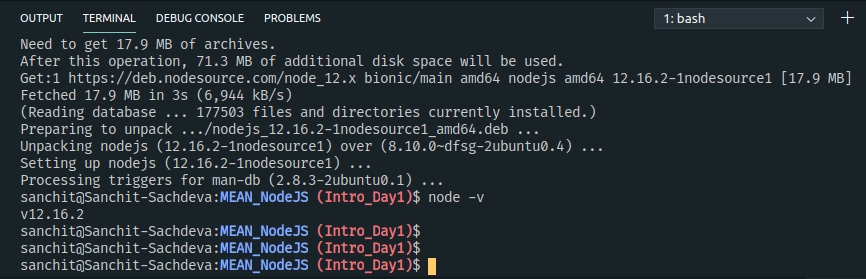 OUTPUT TERMINAL DEBUG CONSOLE PROBLEMS 1: bash
Need to get 17.9 MB of archives.
After this operation, 71.3 MB of additional disk space will be used.
Get:1 https://deb.nodesource.com/node_12.x bionic/main amd64 nodejs amd64 12.16.2-1nodesource1 [17.9 MB]
Fetched 17.9 MB in 3s (6,944 kB/s)
(Reading database ... 177503 files and directories currently installed.)
Preparing to unpack .../nodejs_12.16.2-1nodesource1_amd64.deb ...
Unpacking nodejs (12.16.2-1nodesource1) over (8.10.0~dfsg-2ubuntu0.4) ...
Setting up nodejs (12.16.2-1nodesource1) ...
Processing triggers for man-db (2.8.3-2ubuntu0.1) ...
sanchit@Sanchit-Sachdeva:MEAN_NodeJS (Intro_Day1)$ node -v
v12.16.2
sanchit@Sanchit-Sachdeva:MEAN_NodeJS (Intro_Day1)$
sanchit@Sanchit-Sachdeva:MEAN_NodeJS (Intro_Day1)$
sanchit@Sanchit-Sachdeva:MEAN_NodeJS (Intro_Day1)$